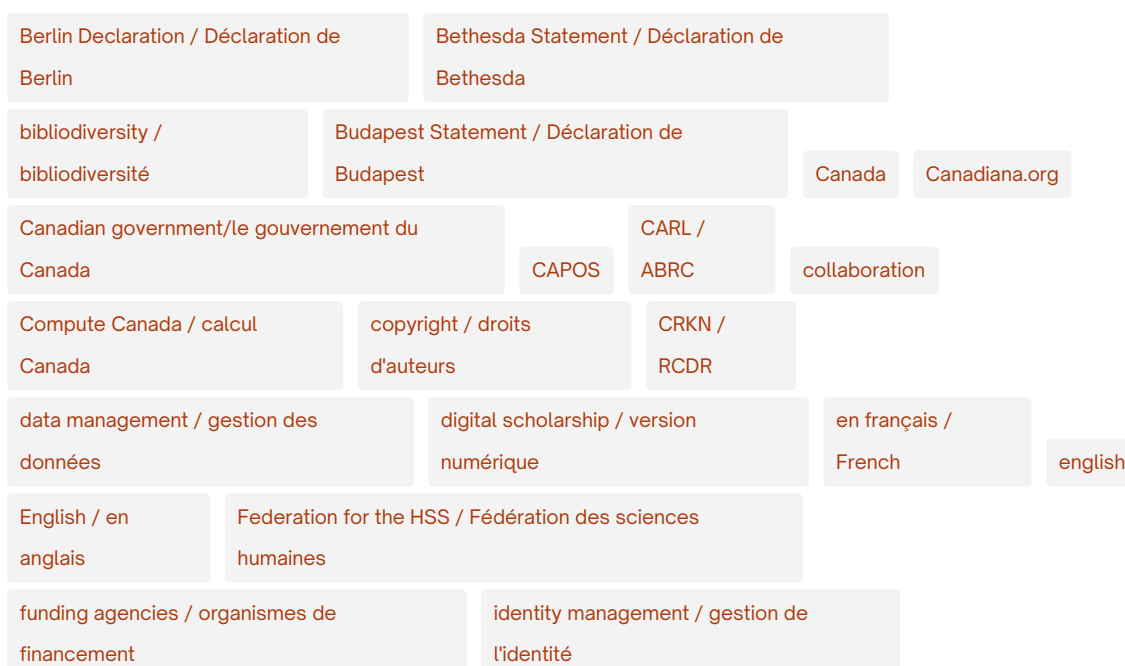 Berlin Declaration / Déclaration de
Berlin
Bethesda Statement / Déclaration de
Bethesda
bibliodiversity /
bibliodiversité
Budapest Statement / Déclaration de
Budapest
Canada
Canadiana.org
Canadian government/le gouvernement du
Canada
CAPOS
CARL /
ABRC
collaboration
Compute Canada / calcul
Canada
copyright / droits
d'auteurs
CRKN /
RCDR
data management / gestion des
données
digital scholarship / version
numérique
en français /
French
english
English / en
anglais
Federation for the HSS / Fédération des sciences
humaines
funding agencies / organismes de
financement
identity management / gestion de
l'identité